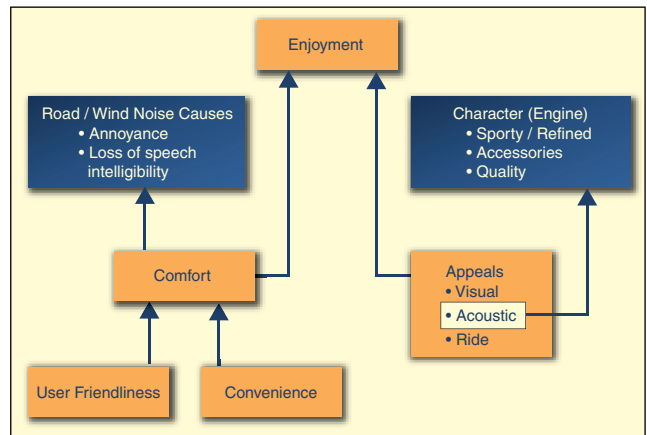 Enjoyment
Road / Wind Noise Causes
• Annoyance
• Loss of speech
intelligibility
Character (Engine)
• Sporty / Refined
• Accessories
• Quality
Comfort
Appeals
• Visual
• Acoustic
• Ride
User Friendliness
Convenience